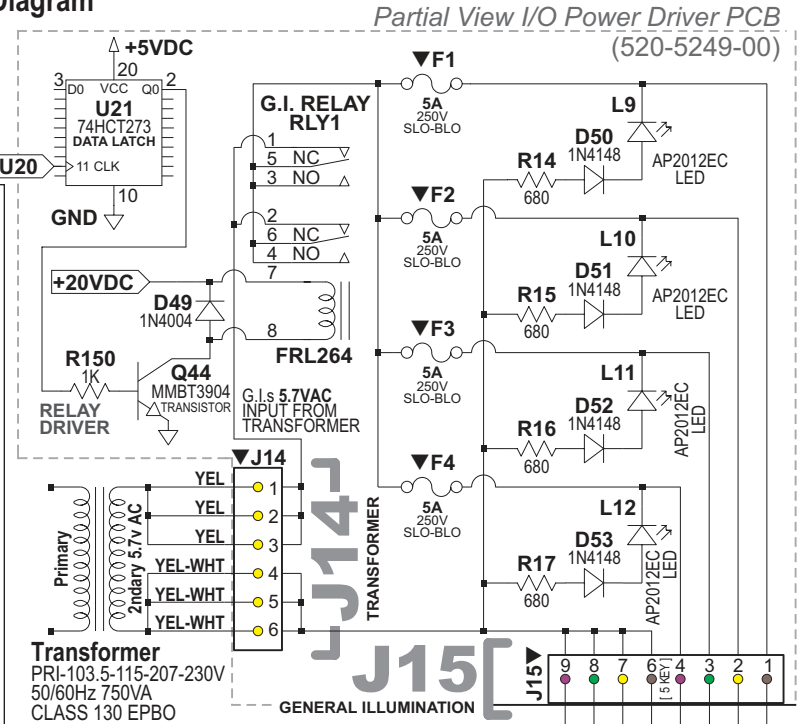 Diagram
Partial View I/O Power Driver PCB
(520-5249-00)
+5VDC
20
3
2
D0
VCC
Q0
U21
74HCT273
DATA LATCH
U20
11 CLK
10
GND
G.I. RELAY
RLY1
1
5 NC
3 NO
2
6 NC
4 NO
7
8
FRL264
+20VDC
D49
1N4004
R150
1K
RELAY
DRIVER
Q44
MMBT3904
TRANSISTOR
G.I.s 5.7VAC
INPUT FROM
TRANSFORMER
▼F1
5A
250V
SLO-BLO
L9
D50
1N4148
R14
680
AP2012EC
LED
▼F2
5A
250V
SLO-BLO
L10
D51
1N4148
R15
680
AP2012EC
LED
▼F3
5A
250V
SLO-BLO
L11
D52
1N4148
R16
680
AP2012EC
LED
▼F4
5A
250V
SLO-BLO
L12
D53
1N4148
R17
680
AP2012EC
LED
▼J14
YEL 1
YEL 2
YEL 3
YEL-WHT 4
YEL-WHT 5
YEL-WHT 6
J14
TRANSFORMER
Primary
2ndary 5.7v AC
Transformer
PRI-103.5-115-207-230V
50/60Hz 750VA
CLASS 130 EPBO
J15
GENERAL ILLUMINATION
J15▼
9 8 7 6 [5 KEY] 4 3 2 1